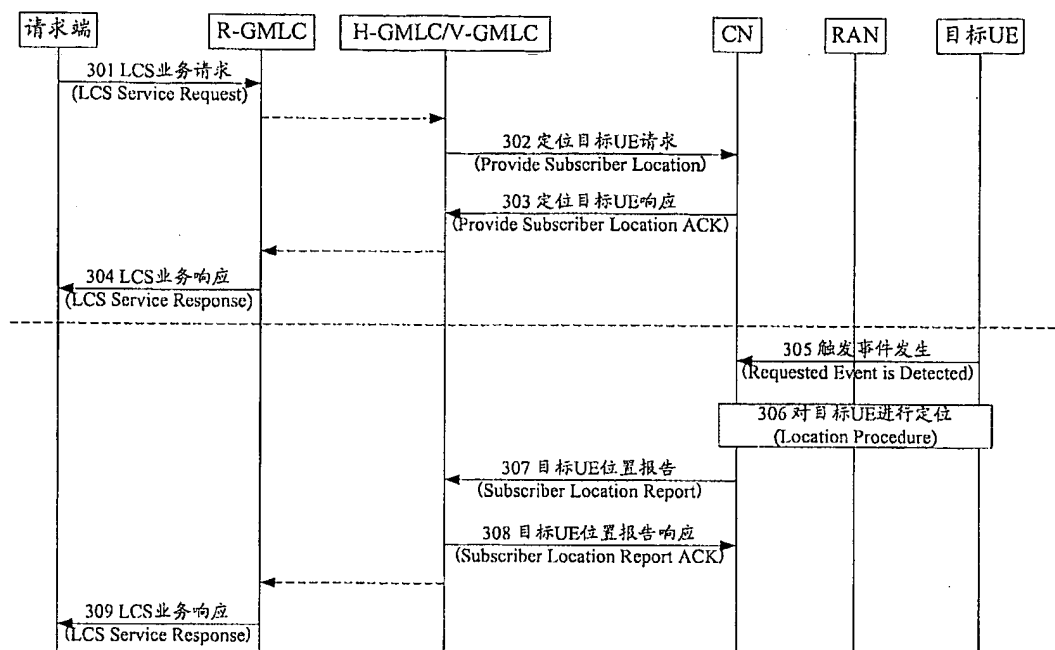 请求端
R-GMLC
H-GMLC/V-GMLC
CN
RAN
目标UE
301 LCS业务请求
(LCS Service Request)
302 定位目标UE请求
(Provide Subscriber Location)
303 定位目标UE响应
(Provide Subscriber Location ACK)
304 LCS业务响应
(LCS Service Response)
305 触发事件发生
(Requested Event is Detected)
306 对目标UE进行定位
(Location Procedure)
307 目标UE位置报告
(Subscriber Location Report)
308 目标UE位置报告响应
(Subscriber Location Report ACK)
309 LCS业务响应
(LCS Service Response)